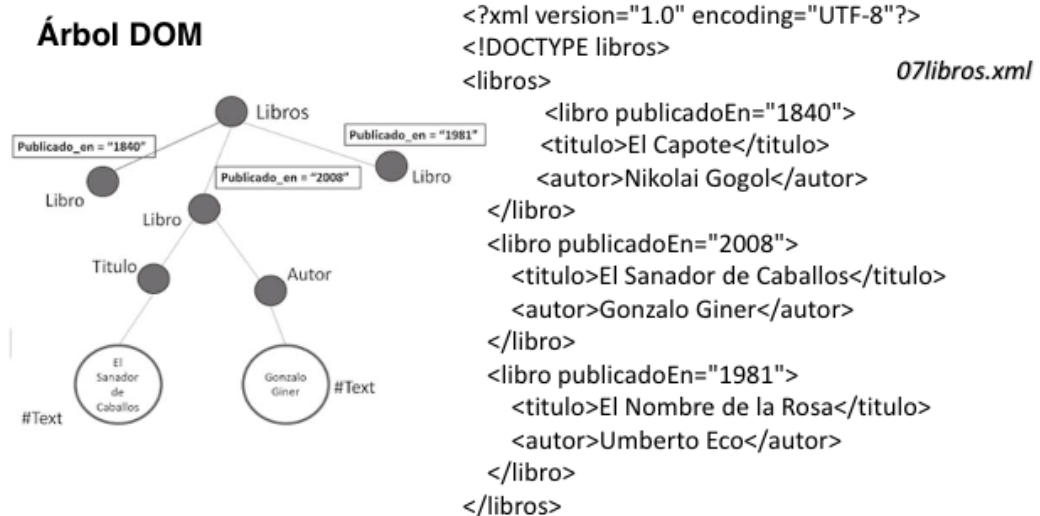 Árbol DOM
Libros
Publicado_en = "1840"
Publicado_en = "1981"
Publicado_en = "2008"
Libro
Libro
Libro
Titulo
Autor
El
Sanador
de
Caballos
Gonzalo
Giner
#Text
#Text
<?xml version="1.0" encoding="UTF-8"?>
<!DOCTYPE libros>
07libros.xml
<libros>
<libro publicadoEn="1840">
<titulo>El Capote</titulo>
<autor>Nikolai Gogol</autor>
</libro>
<libro publicadoEn="2008">
<titulo>El Sanador de Caballos</titulo>
<autor>Gonzalo Giner</autor>
</libro>
<libro publicadoEn="1981">
<titulo>El Nombre de la Rosa</titulo>
<autor>Umberto Eco</autor>
</libro>
</libros>